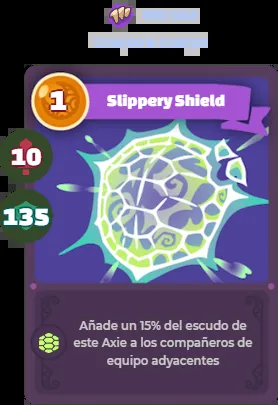 1
Slippery Shield
10
135
Añade un 15% del escudo de
este Axie a los compañeros de
equipo adyacentes